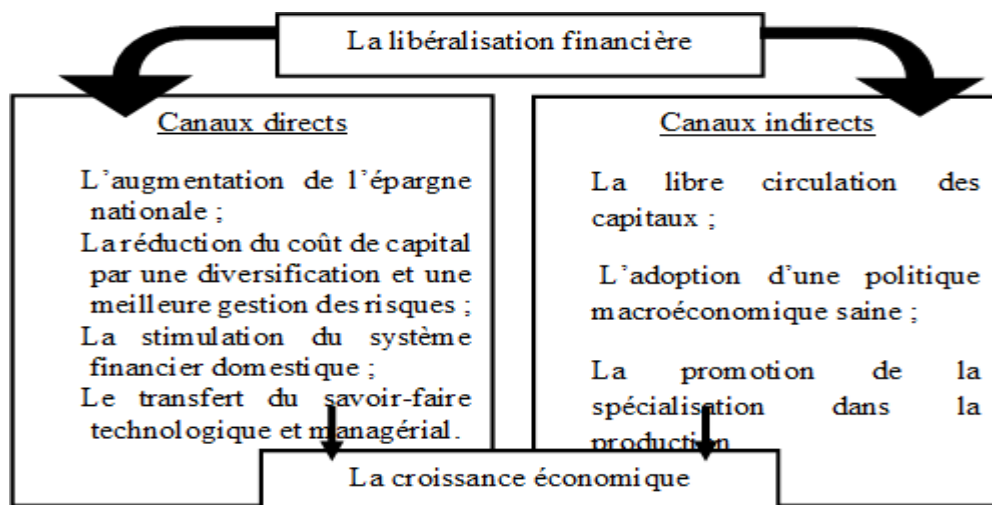 La libéralisation financière
Canaux directs
L'augmentation de l'épargne
nationale ;
La réduction du coût de capital
par une diversification et une
meilleure gestion des risques ;
La stimulation du système
financier domestique ;
Le transfert du savoir-faire
technologique et managérial.
Canaux indirects
La libre circulation des
capitaux ;
L'adoption d'une politique
macroéconomique saine ;
La promotion de la
spécialisation dans la
production
La croissance économique